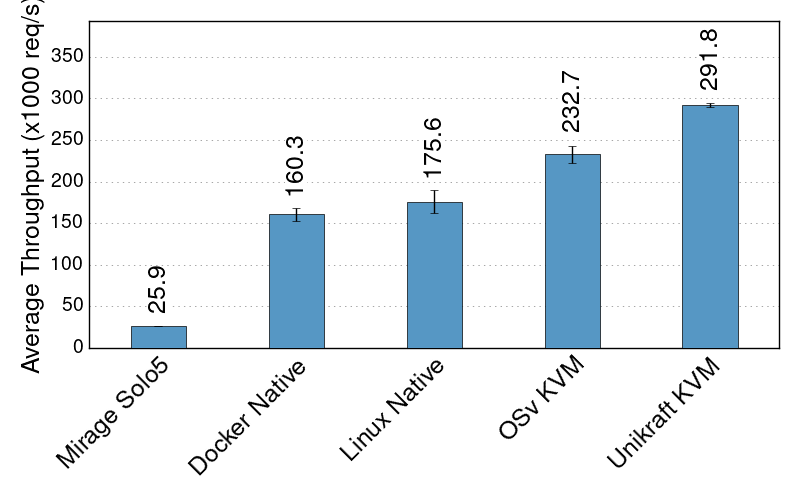 Average Throughput (x1000 req/s)
350
300
250
200
150
100
50
0
25.9
160.3
175.6
232.7
291.8
Mirage Solo5
Docker Native
Linux Native
OSv KVM
Unikraft KVM